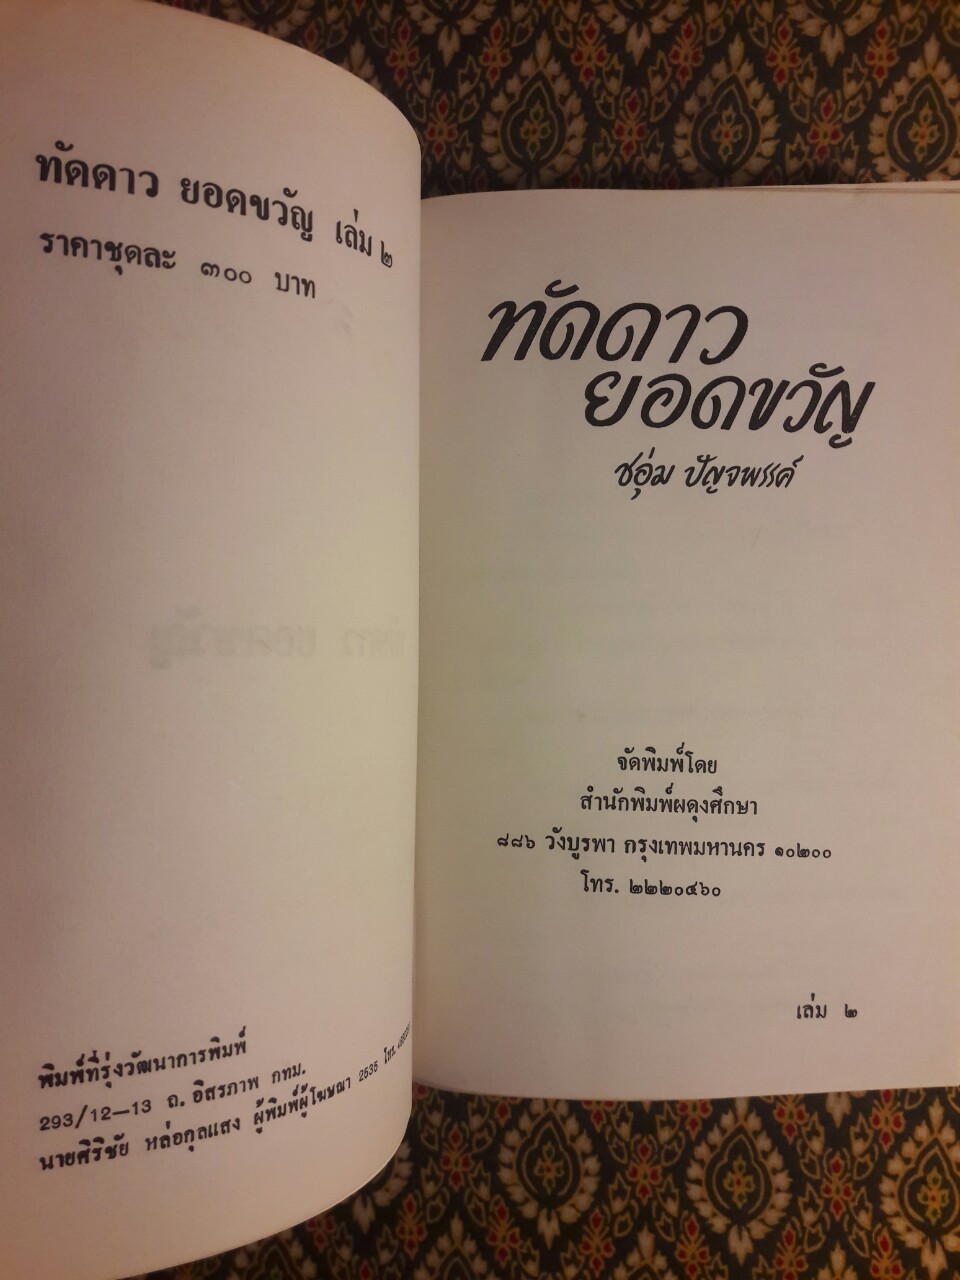 ทัดดาว ยอดขวัญ เล่ม ๒
ราคาชุดละ ๓๐๐ บาท
พิมพ์ที่รุ่งวัฒนาการพิมพ์
293/12–13 ถ. อิสรภาพ กทม.
นายศิริชัย หล่อกุลแสง ผู้พิมพ์ผู้โฆษณา 2535 โทร.
ทัดดาว
ยอดขวัญ
ชอุ่ม ปัญจพรรค์
จัดพิมพ์โดย
สำนักพิมพ์ผดุงศึกษา
๘๘๖ วังบูรพา กรุงเทพมหานคร ๑๐๒๐๐
โทร. ๒๒๒๐๔๖๐
เล่ม ๒